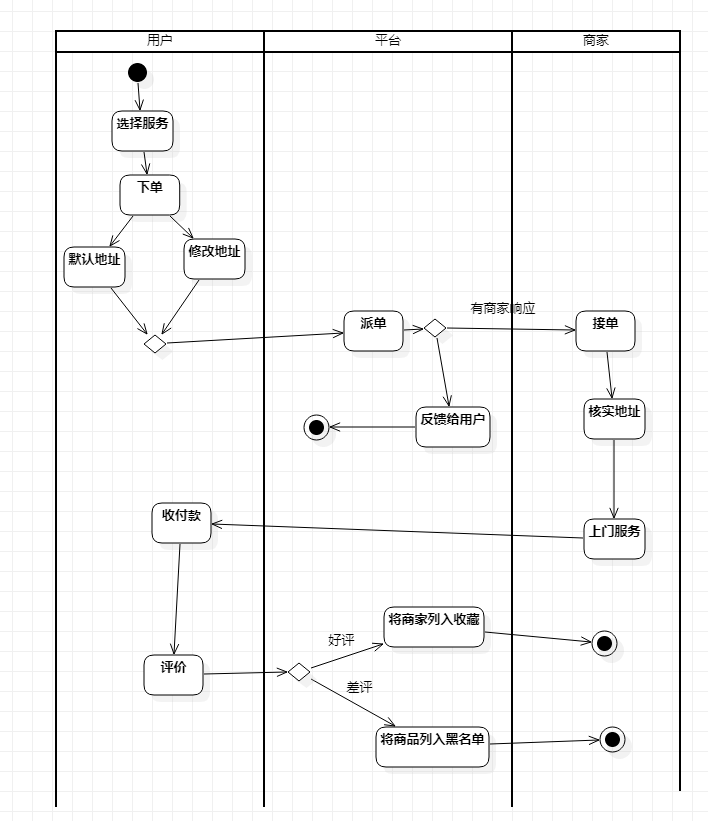 用户
平台
商家
选择服务
下单
默认地址
修改地址
派单
有商家响应
接单
反馈给用户
核实地址
收付款
上门服务
将商家列入收藏
好评
评价
差评
将商品列入黑名单